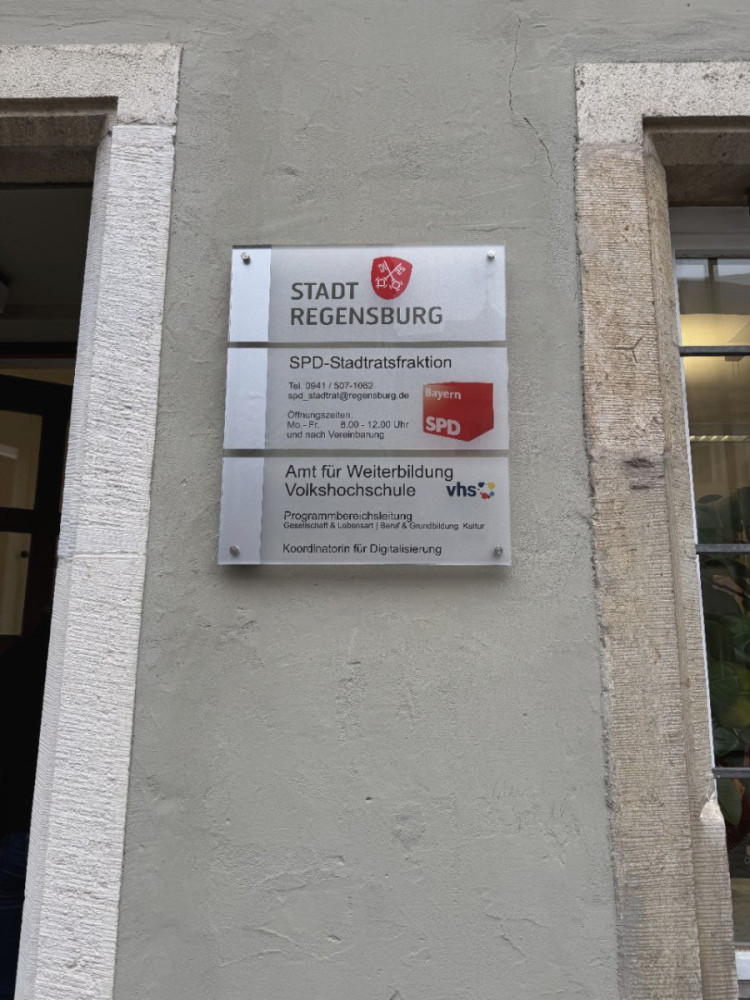 STADT
REGENSBURG
SPD-Stadtratsfraktion
Tel. 0941 / 507-1062
spd_stadtrat@regensburg.de
Öffnungszeiten:
Mo.- Fr. 8.00 - 12.00 Uhr
und nach Vereinbarung
Bayern
SPD
Amt für Weiterbildung
Volkshochschule
vhs
Programmbereichsleitung
Gesellschaft & Lebensart | Beruf & Grundbildung, Kultur
Koordinatorin für Digitalisierung